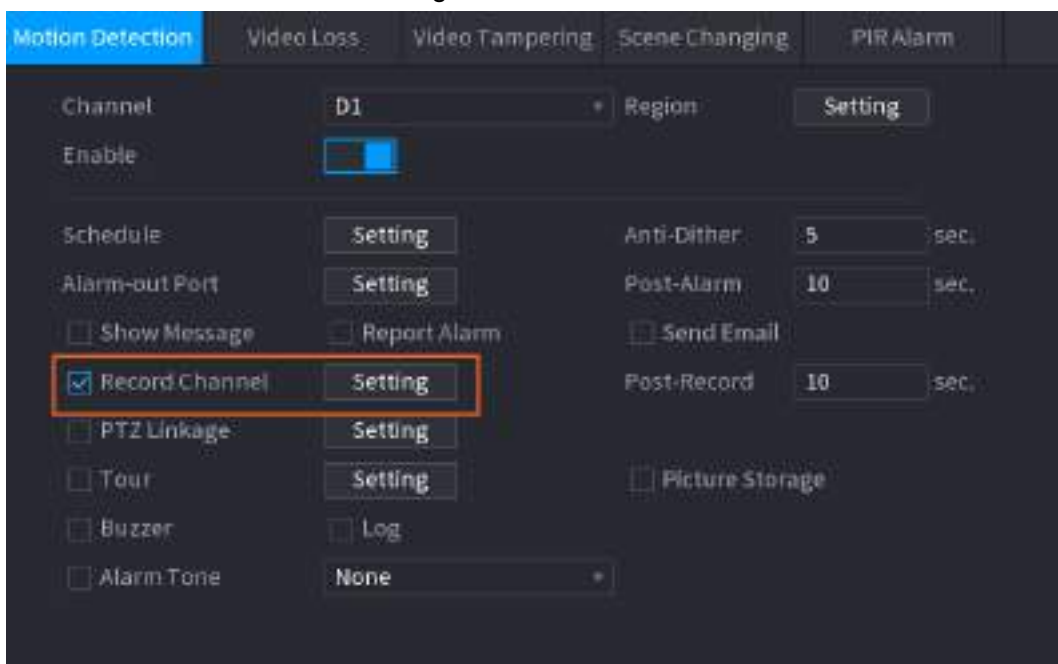 Motion Detection Video Loss Video Tampering Scene Changing PIR Alarm
Channel D1 Region Setting
Enable
Schedule Setting Anti-Dither 5 sec.
Alarm-out Port Setting Post-Alarm 10 sec.
Show Message Report Alarm Send Email
Record Channel Setting Post-Record 10 sec.
PTZ Linkage Setting
Tour Setting Picture Storage
Buzzer Log
Alarm Tone None